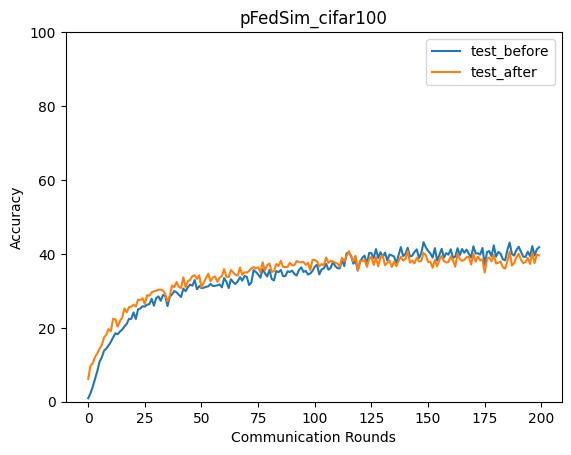 pFedSim_cifar100
100
80
60
40
20
0
Accuracy
test_before
test_after
0 25 50 75 100 125 150 175 200
Communication Rounds